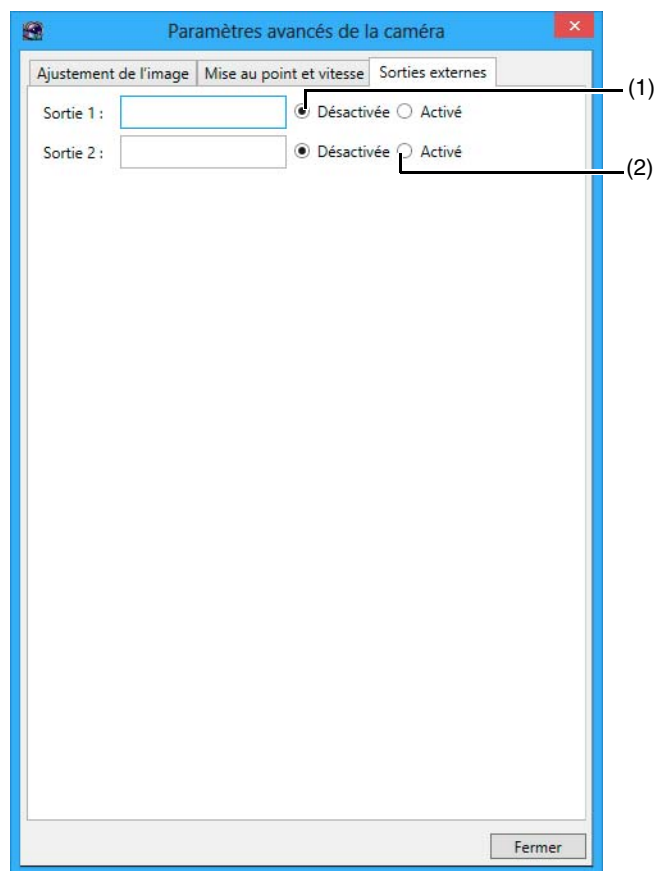 Paramètres avancés de la caméra
Ajustement de l'image Mise au point et vitesse Sorties externes
(1)
Sortie 1 : Désactivée Activé
Sortie 2 : Désactivée Activé
(2)
Fermer